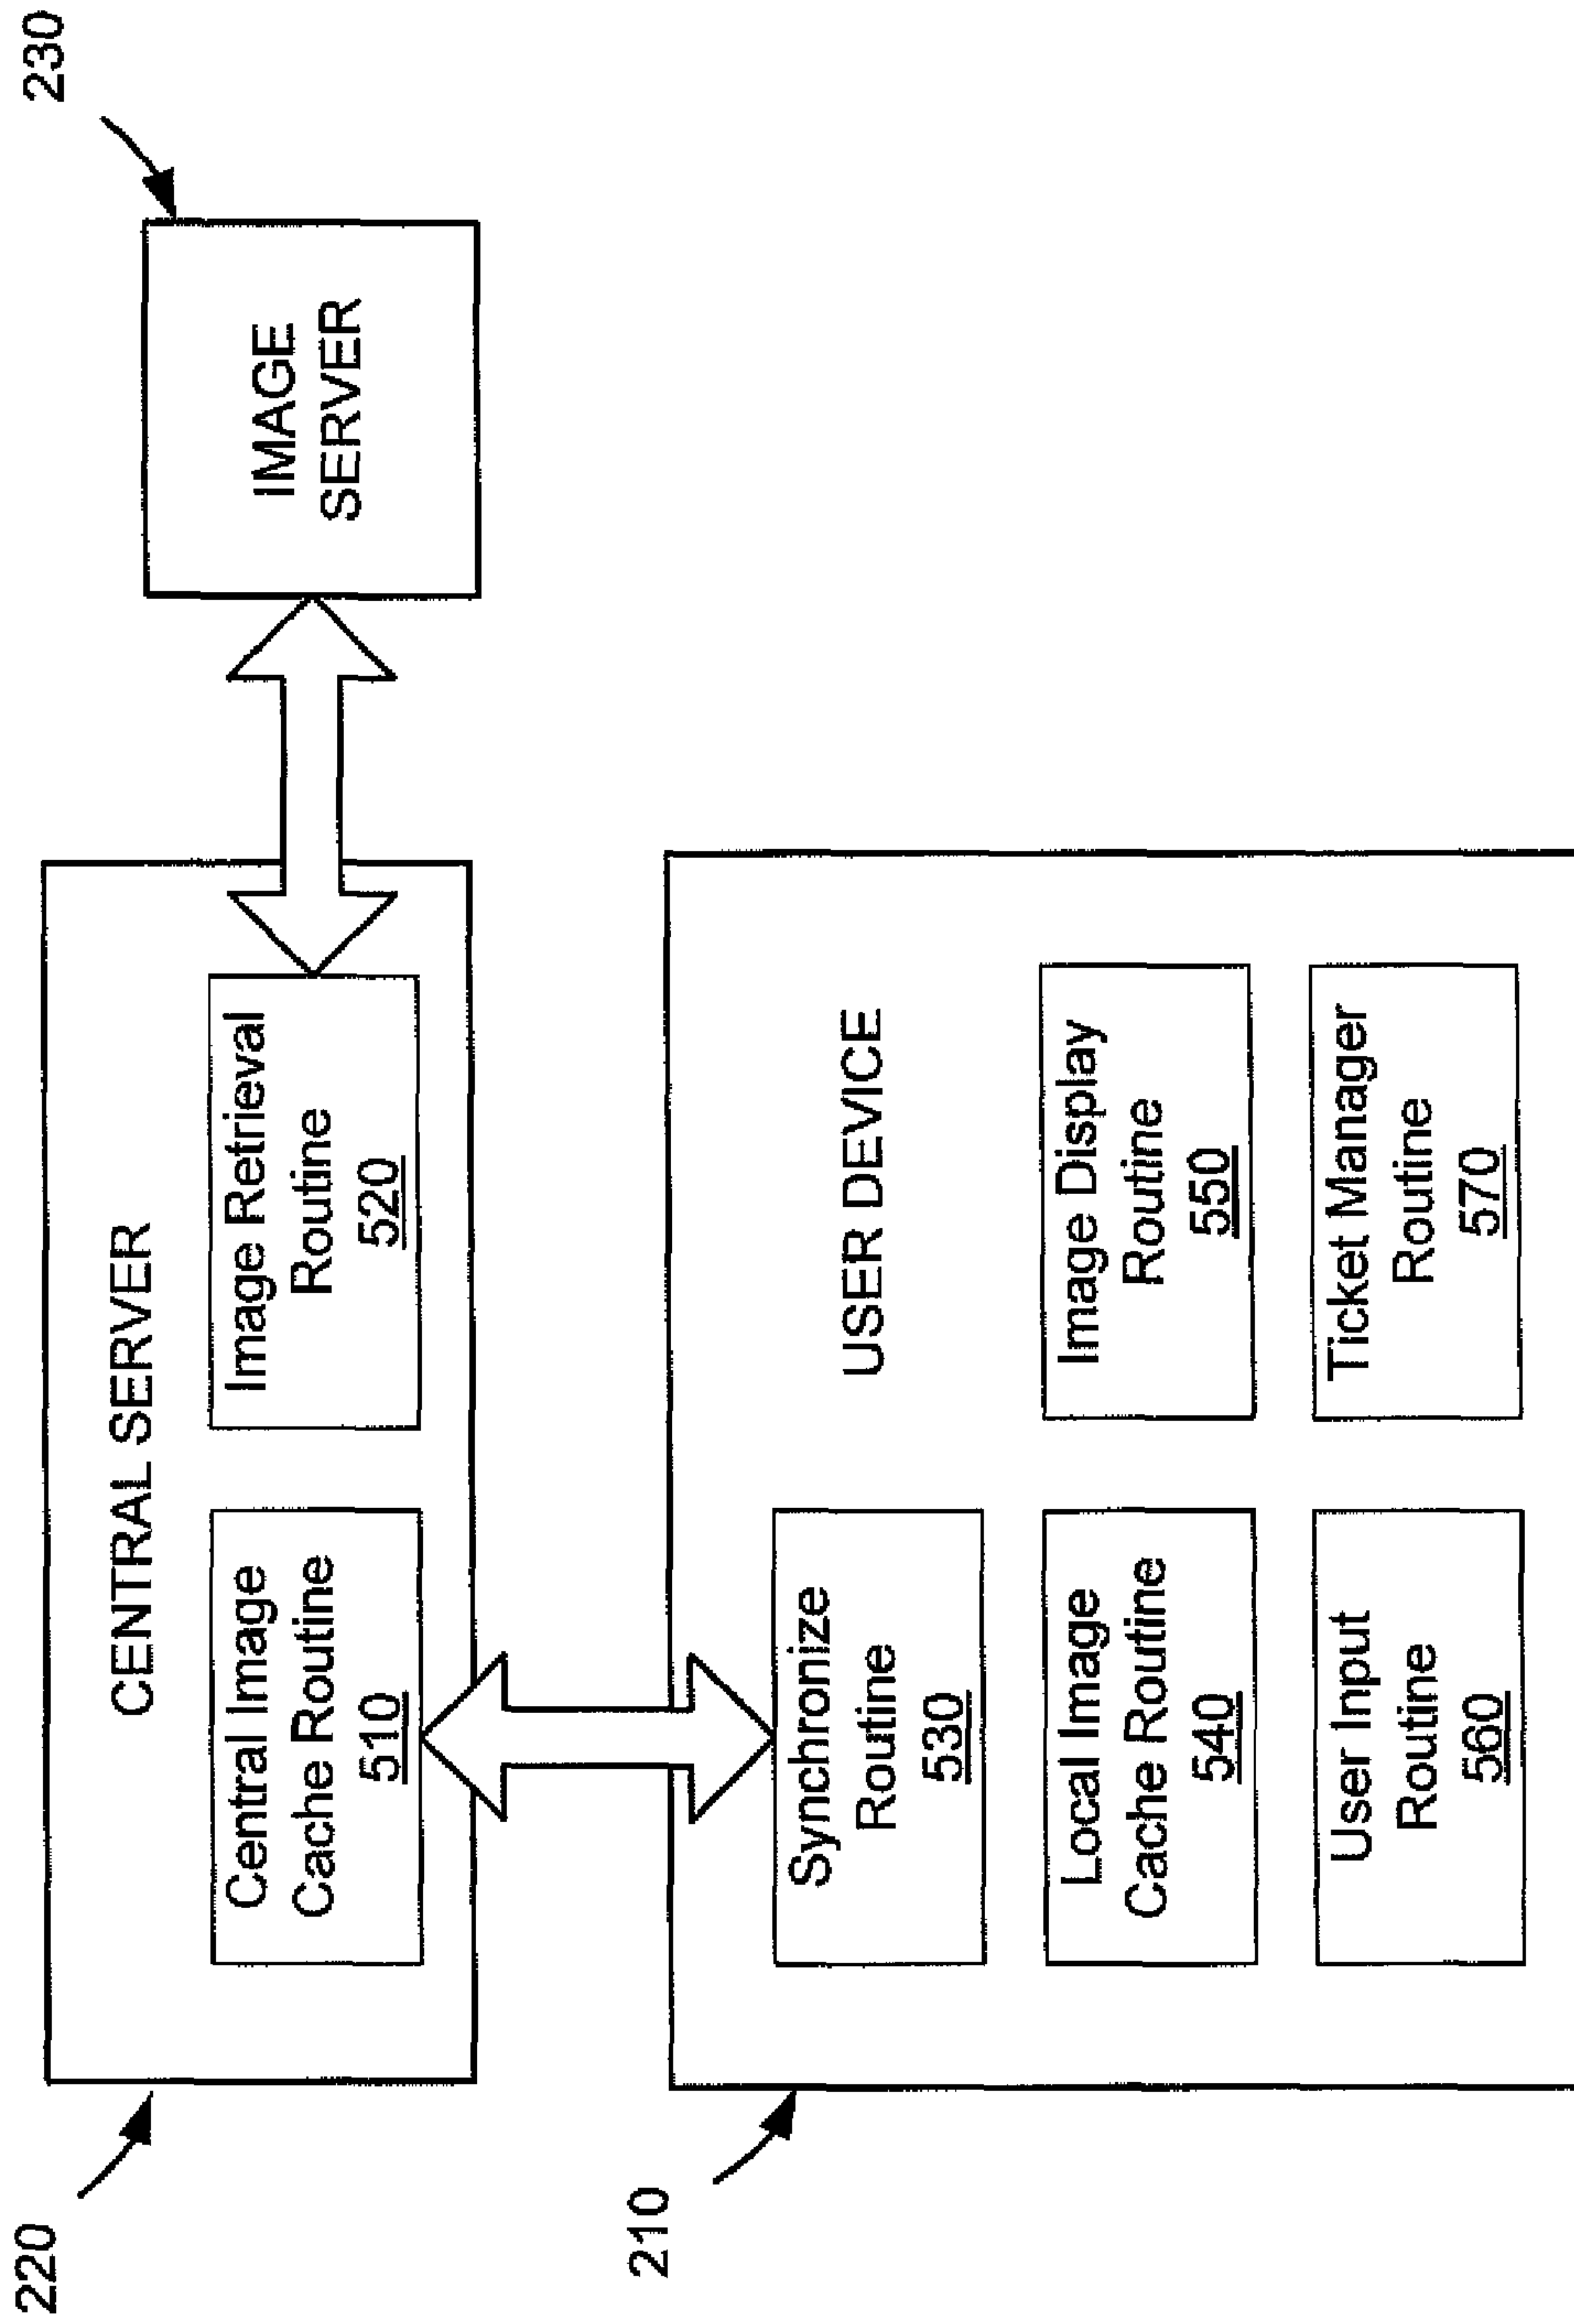 220
CENTRAL SERVER
Central Image
Cache Routine
510
Image Retrieval
Routine
520
230
IMAGE
SERVER
210
USER DEVICE
Synchronize
Routine
530
Local Image
Cache Routine
540
Image Display
Routine
550
User Input
Routine
560
Ticket Manager
Routine
570